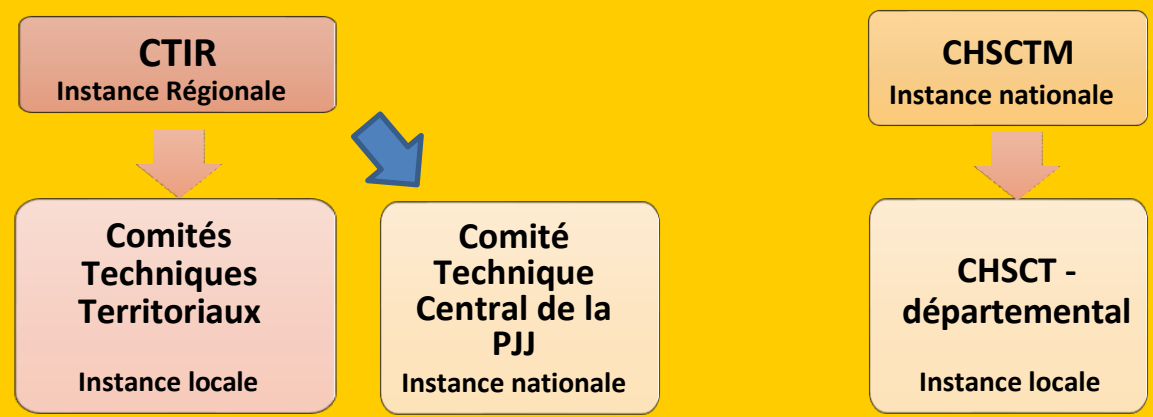 CTIR
Instance Régionale
CHSCTM
Instance nationale
Comités
Techniques
Territoriaux
Instance locale
Comité
Technique
Central de la
PJJ
Instance nationale
CHSCT -
départemental
Instance locale